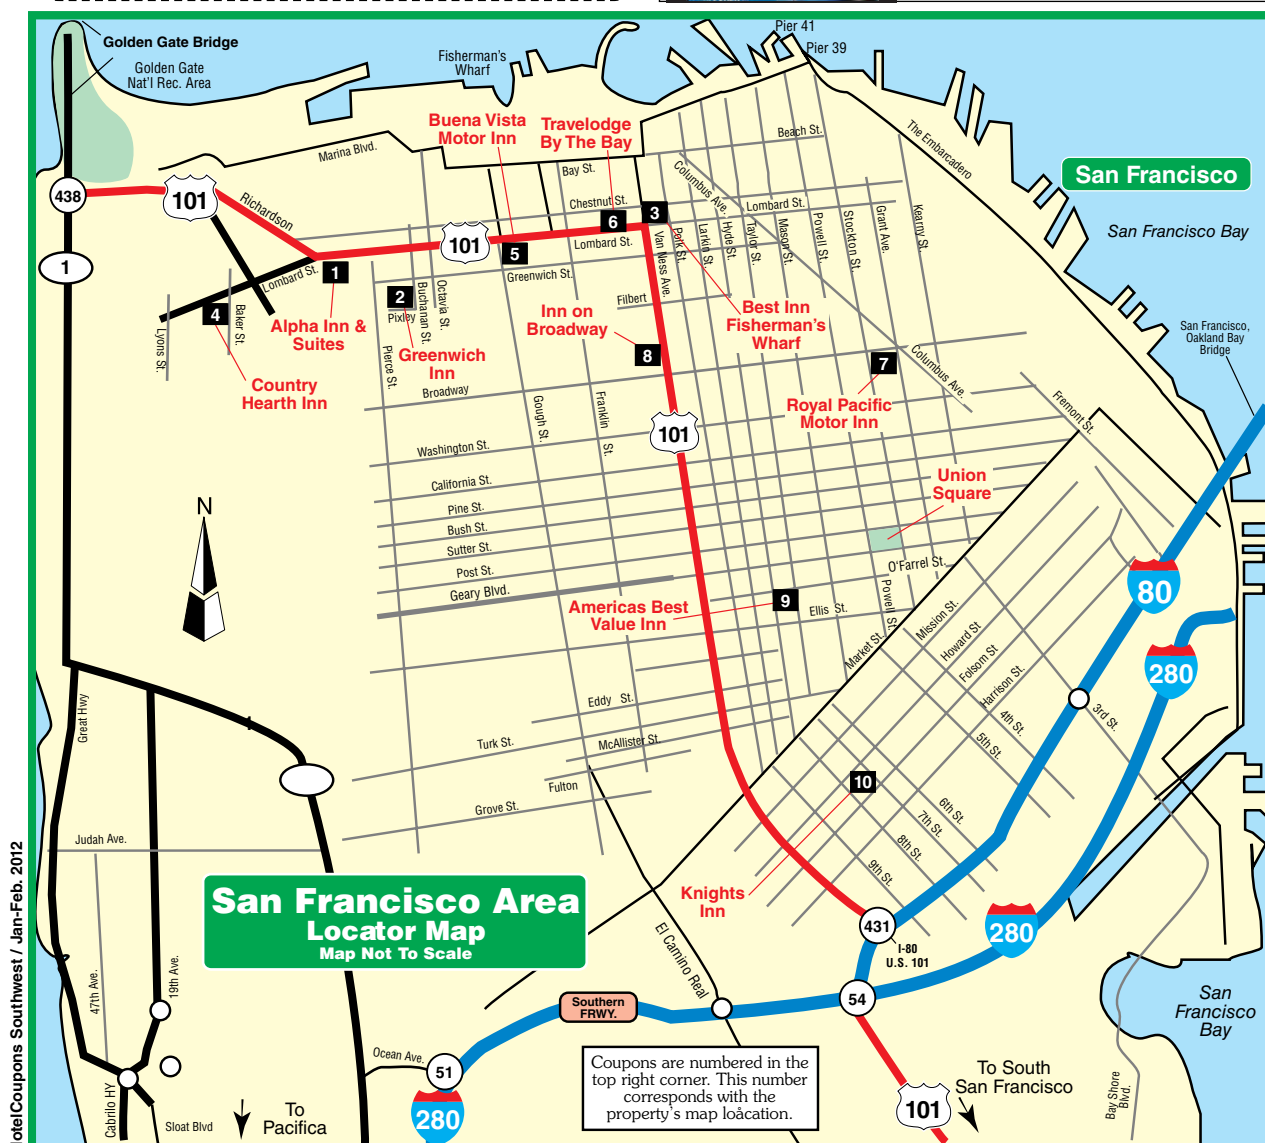 Pier 41
Pier 39
Golden Gate Bridge
Golden Gate
Nat'l Rec. Area
Fisherman's
Wharf
Buena Vista
Motor Inn
Travelodge
By The Bay
Marina Blvd.
Beach St.
The Embarcadero
San Francisco
San Francisco Bay
Bay St.
Columbus Ave.
438
101
Richardson
Chestnut St.
Lombard St.
6
3
101
5
Lombard St.
Van Ness Ave.
Polk St.
Larkin St.
Hyde St.
Taylor St.
Mason St.
Powell St.
Stockton St.
Grant Ave.
Kearny St.
1
Lombard St.
1
Greenwich St.
2
Pixley
Buchanan St.
Octavia St.
Filbert
4
Baker St.
Lyons St.
Alpha Inn &
Suites
Inn on
Broadway
Best Inn
Fisherman's
Wharf
San Francisco,
Oakland Bay
Bridge
Greenwich
Inn
Pierce St.
8
7
Columbus Ave.
Country
Hearth Inn
Broadway
Gough St.
Franklin
St.
Royal Pacific
Motor Inn
Fremont St.
101
Washington St.
California St.
Union
Square
N
Pine St.
Bush St.
Sutter St.
Post St.
Geary Blvd.
O'Farrel St.
Powell St.
80
Americas Best
Value Inn
9
Ellis St.
Market St.
Mission St.
Howard St
Folsom St
Harrison St.
280
Great Hwy
Eddy St.
Turk St.
McAllister St.
4th St.
5th St.
3rd St.
Fulton
Grove St.
10
6th St.
7th St.
8th St.
9th St.
Judah Ave.
San Francisco Area
Locator Map
Map Not To Scale
Knights
Inn
431
I-80
U.S. 101
280
El Camino Real
47th Ave.
19th Ave.
Southern
FRWY.
54
San
Francisco
Bay
Ocean Ave.
51
280
Coupons are numbered in the
top right corner. This number
corresponds with the
property's map loåcation.
To South
San Francisco
101
Bay Shore
Blvd.
Cabrilo HY
Sloat Blvd
To
Pacifica
otelCoupons Southwest / Jan-Feb. 2012